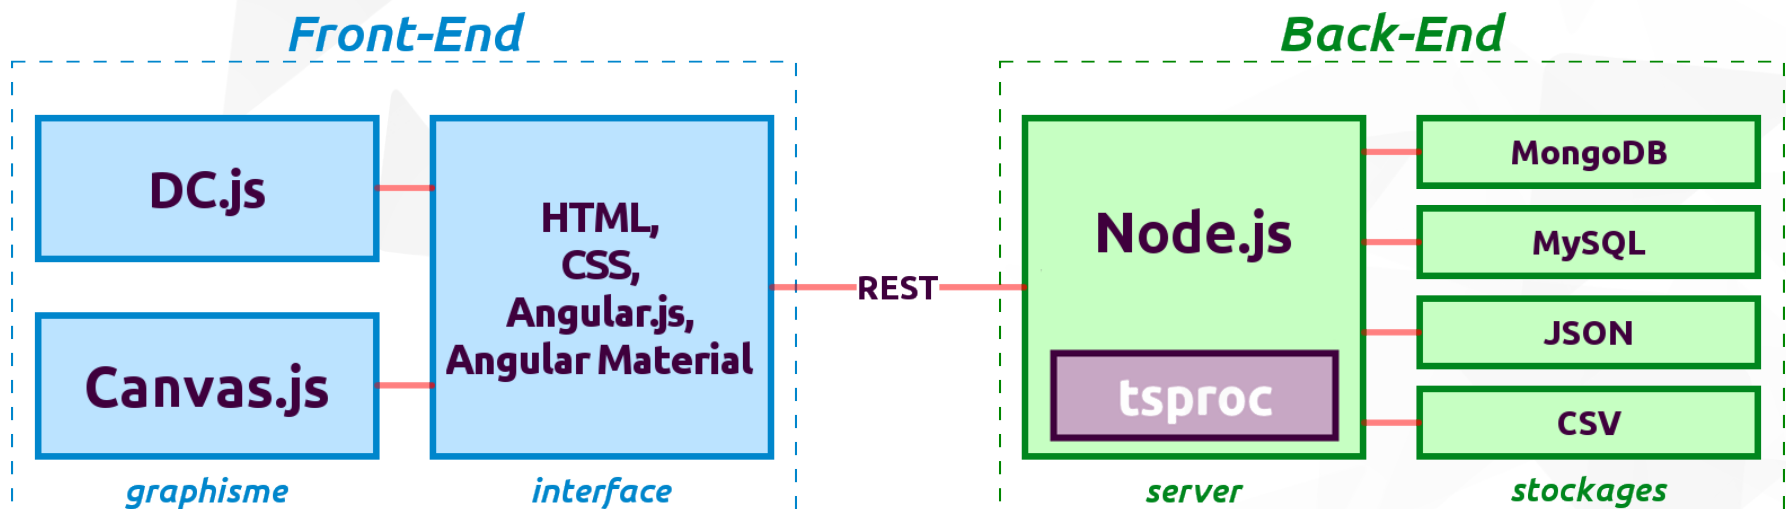 Front-End
Back-End
DC.js
Canvas.js
HTML,
CSS,
Angular.js,
Angular Material
graphisme
interface
REST
Node.js
tsproc
MongoDB
MySQL
JSON
CSV
server
stockages